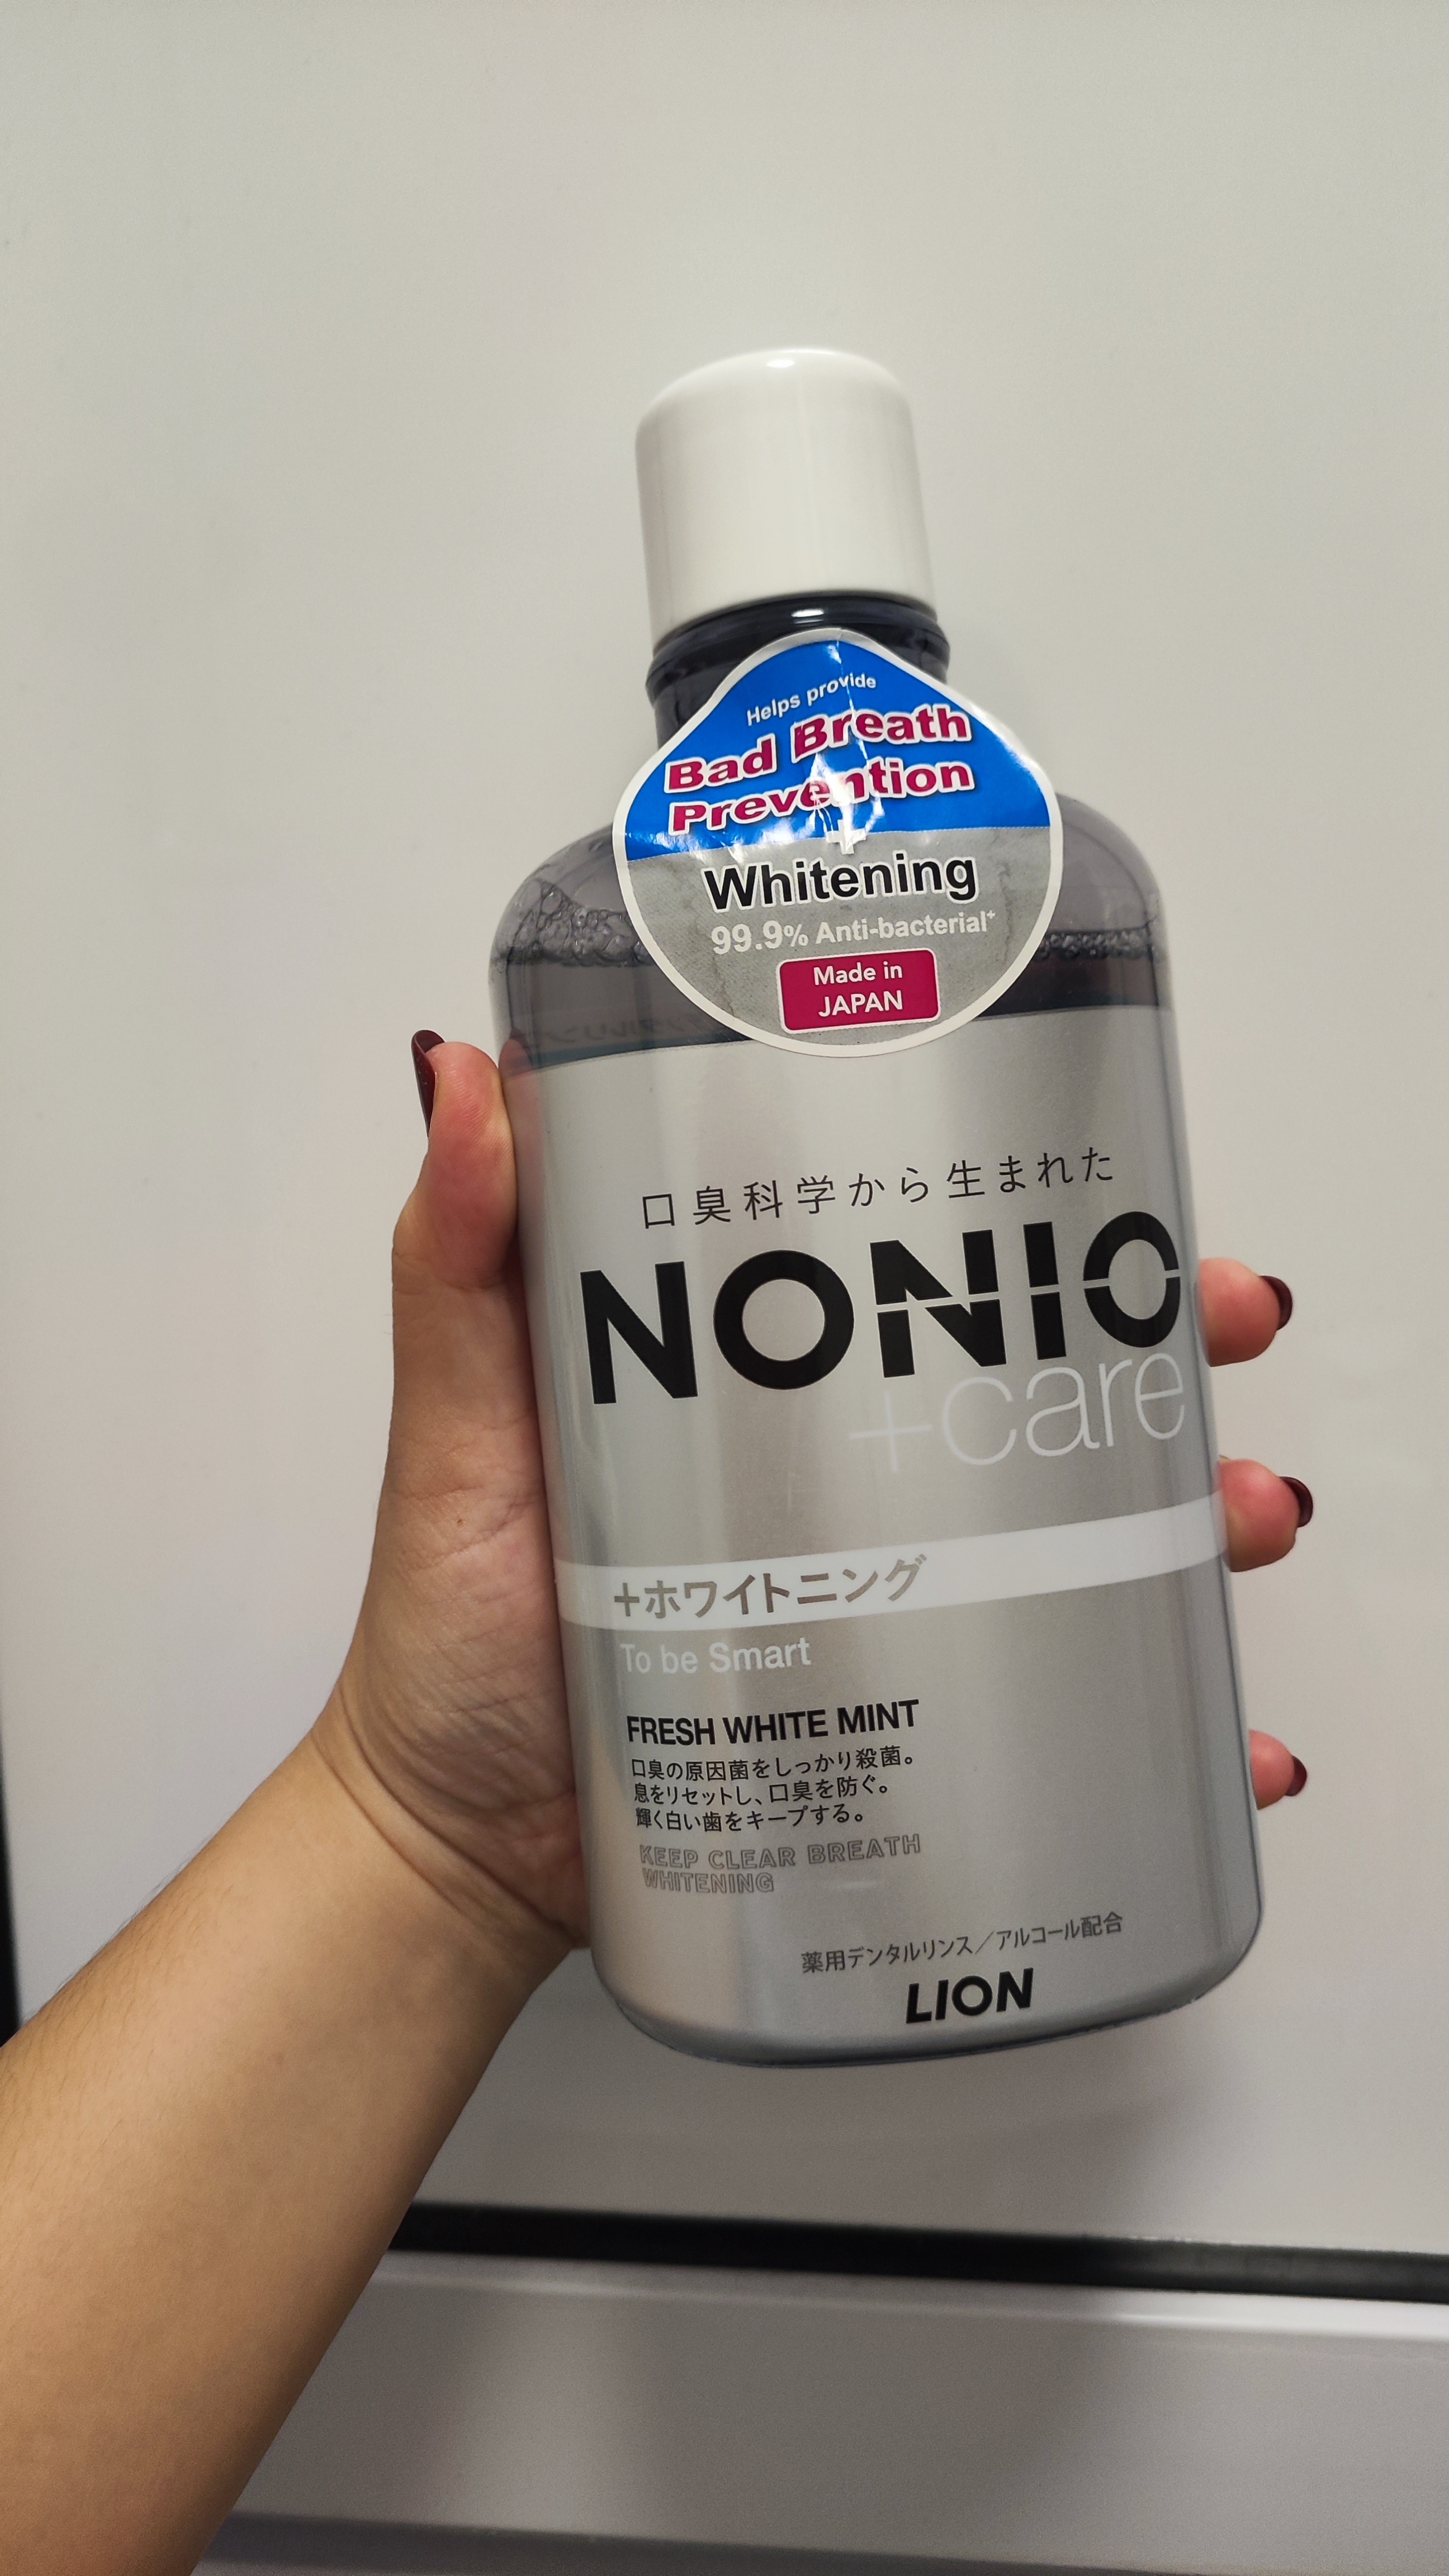 Helps provide
Bad Breath
Prevention
+
Whitening
99.9% Anti-bacterial⁺
Made in
JAPAN
口臭科学から生まれた
NONIO
+care
+ホワイトニング
To be Smart
FRESH WHITE MINT
口臭の原因菌をしっかり殺菌。
息をリセットし、口臭を防ぐ。
輝く白い歯をキープする。
KEEP CLEAR BREATH
WHITENING
薬用デンタルリンス/アルコール配合
LION